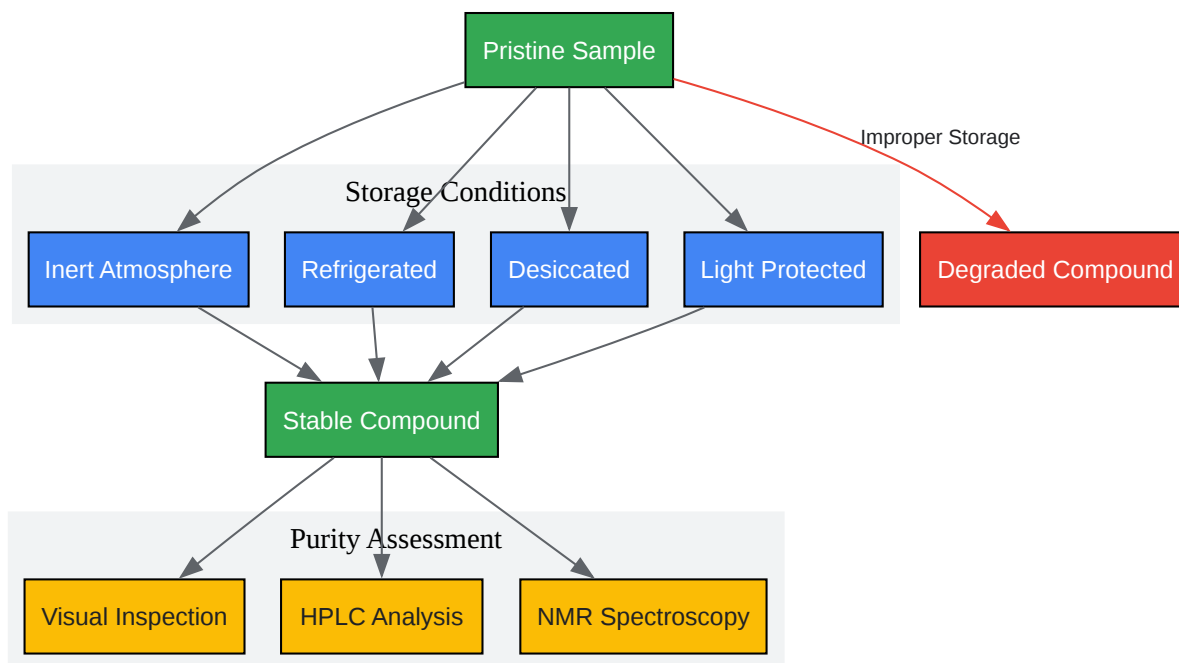 Pristine Sample
Improper Storage
Storage Conditions
Inert Atmosphere
Refrigerated
Desiccated
Light Protected
Degraded Compound
Stable Compound
Purity Assessment
Visual Inspection
HPLC Analysis
NMR Spectroscopy